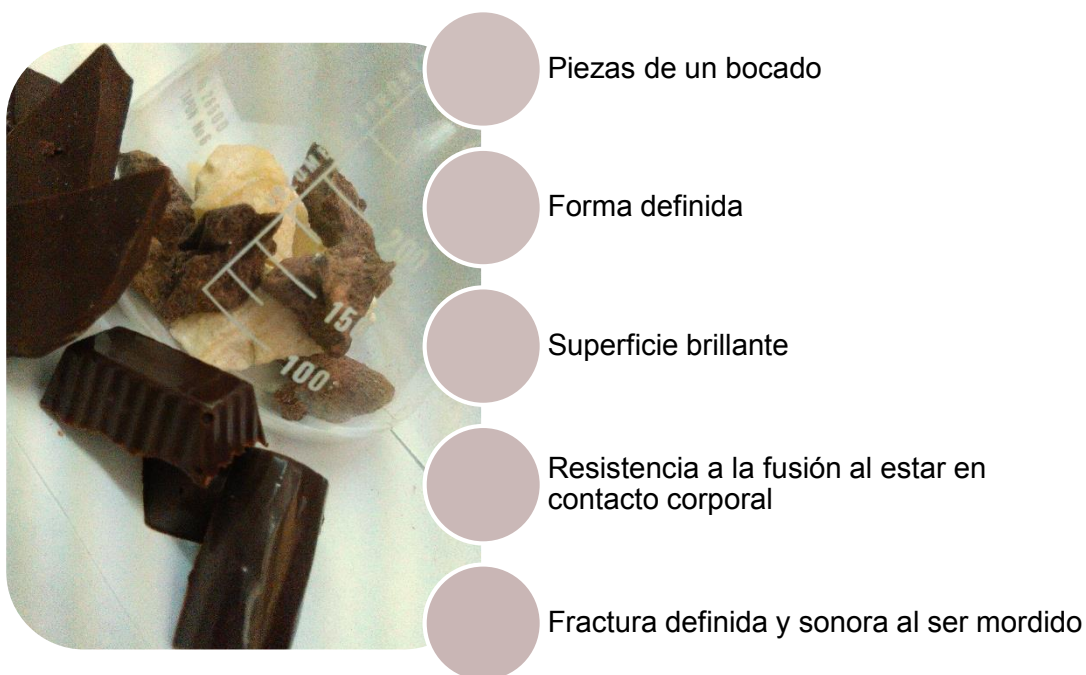 Piezas de un bocado
Forma definida
Superficie brillante
Resistencia a la fusión al estar en
contacto corporal
Fractura definida y sonora al ser mordido
200
150
100